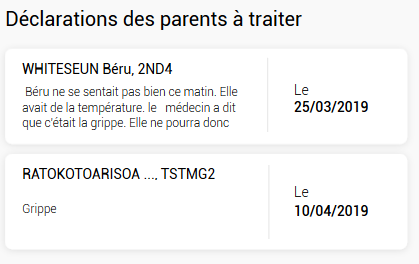 Déclarations des parents à traiter
WHITESEUN Béru, 2ND4
Béru ne se sentait pas bien ce matin. Elle
avait de la température. le médecin a dit
que c'était la grippe. Elle ne pourra donc
Le
25/03/2019
RATOKOTOARISOA ..., TSTMG2
Grippe
Le
10/04/2019